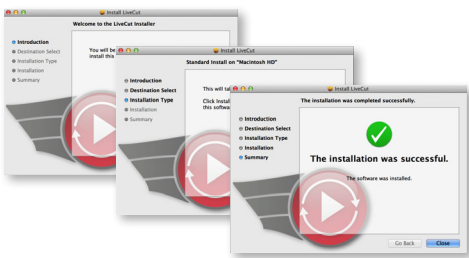 Install LiveCut
Welcome to the LiveCut Installer
Introduction
Destination Select
Installation Type
Installation
Summary
You will be
install this
Install LiveCut
Standard Install on "Macintosh HD"
Introduction
Destination Select
Installation Type
Installation
Summary
This will tak
Click Install
this softwar
Install LiveCut
The installation was completed successfully.
Introduction
Destination Select
Installation Type
Installation
Summary
The installation was successful.
The software was installed.
Go Back
Close